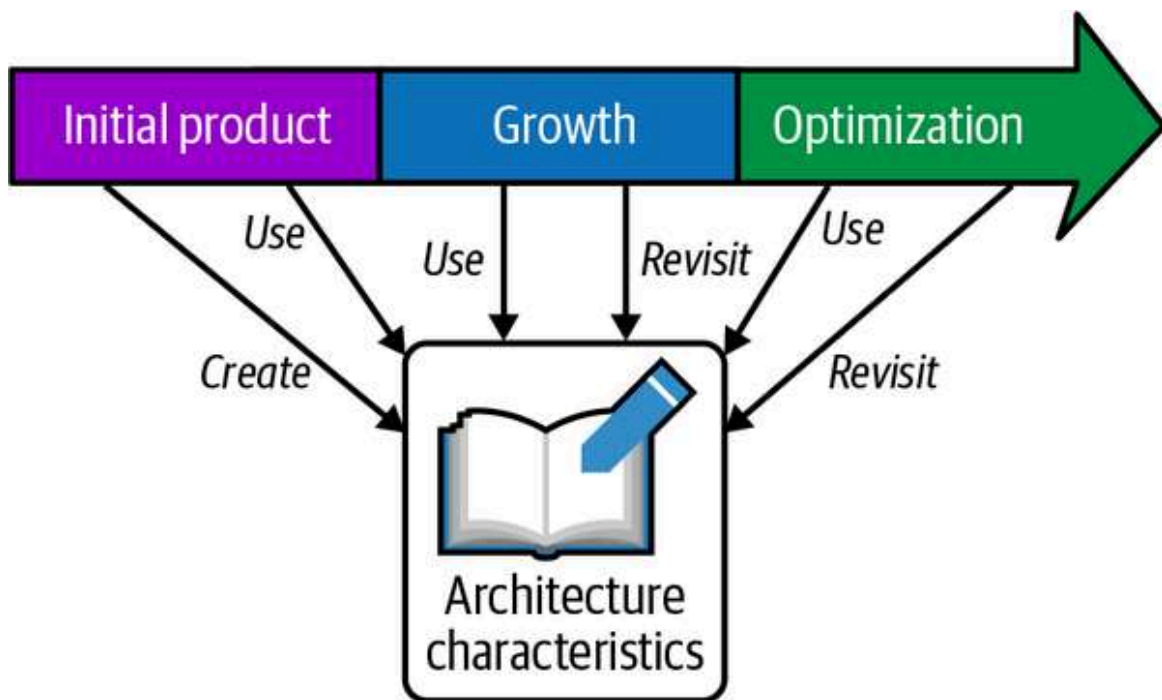 Initial product
Growth
Optimization
Use
Use
Revisit
Use
Create
Revisit
Architecture
characteristics